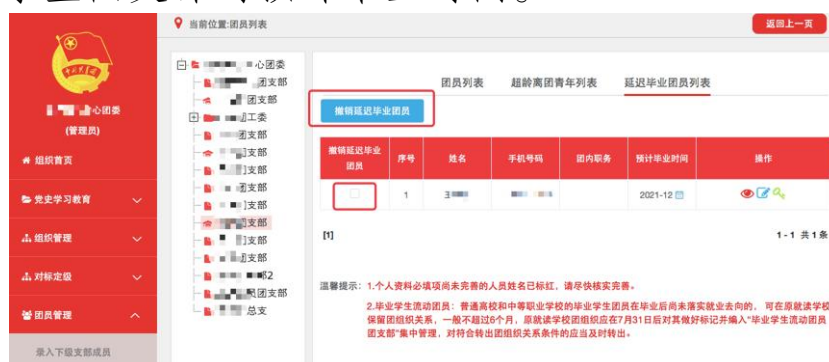 当前位置:团员列表
返回上一页
心团委
团支部
团支部
工委
团支部
支部
支部
支部
支部
支部
支部
支部
2
团支部
总支
心团委
(管理员)
组织首页
党史学习教育
组织管理
对标定级
团员管理
录入下级支部成员
团员列表 超龄离团青年列表 延迟毕业团员列表
撤销延迟毕业团员
撤销延迟毕业团员 序号 姓名 手机号码 团内职务 预计毕业时间 操作
1 2021-12
[1] 1-1 共1条
温馨提示：1.个人资料必填项尚未完善的人员姓名已标红，请尽快核实完善。
2.毕业学生流动团员：普通高校和中等职业学校的毕业学生团员在毕业后尚未落实就业去向的，可在原就读学校
保留团组织关系，一般不超过6个月，原就读学校团组织应在7月31日后对其做好标记并编入“毕业学生流动团员
团支部”集中管理，对符合转出团组织关系条件的应当及时转出。